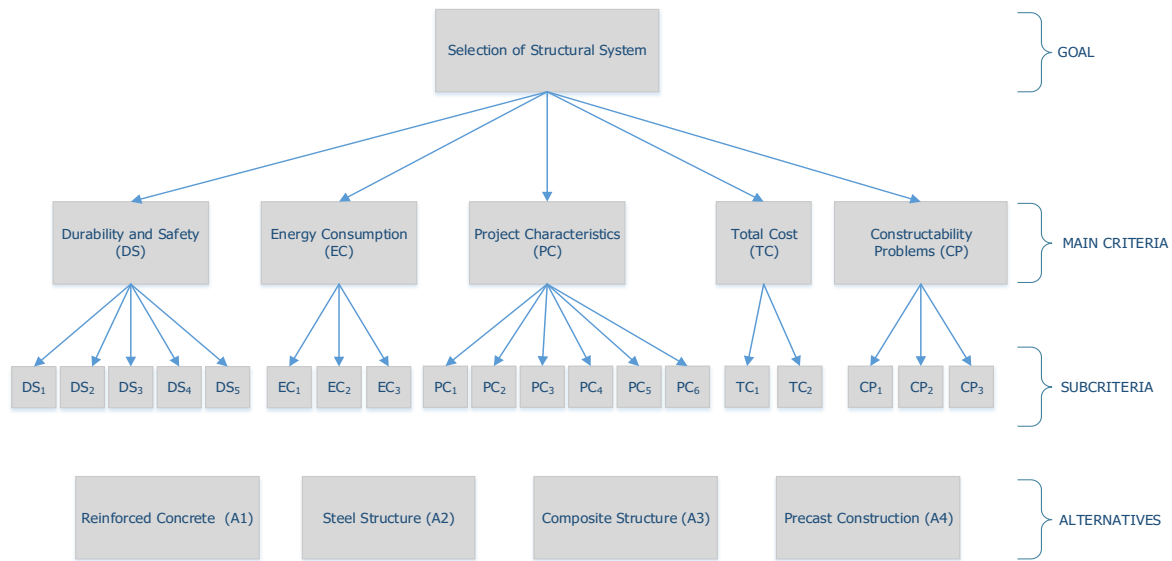 Selection of Structural System
GOAL
Durability and Safety
(DS)
Energy Consumption
(EC)
Project Characteristics
(PC)
Total Cost
(TC)
Constructability
Problems (CP)
MAIN CRITERIA
DS₁
DS₂
DS₃
DS₄
DS₅
EC₁
EC₂
EC₃
PC₁
PC₂
PC₃
PC₄
PC₅
PC₆
TC₁
TC₂
CP₁
CP₂
CP₃
SUBCRITERIA
Reinforced Concrete  (A1)
Steel Structure (A2)
Composite Structure (A3)
Precast Construction (A4)
ALTERNATIVES